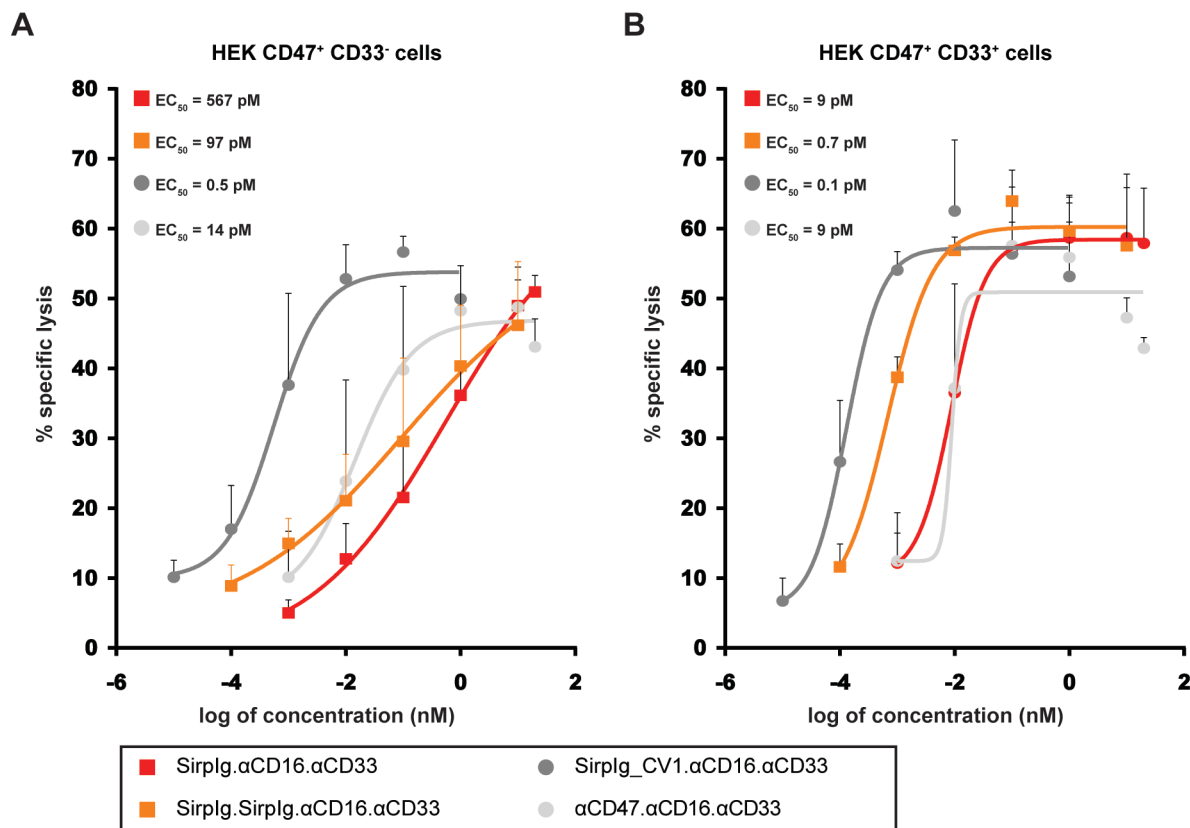 A
HEK CD47⁺ CD33⁻ cells
80
70
60
50
40
30
20
10
0
% specific lysis
EC₅₀ = 567 pM
EC₅₀ = 97 pM
EC₅₀ = 0.5 pM
EC₅₀ = 14 pM
-6 -4 -2 0 2
log of concentration (nM)
B
HEK CD47⁺ CD33⁺ cells
80
70
60
50
40
30
20
10
0
% specific lysis
EC₅₀ = 9 pM
EC₅₀ = 0.7 pM
EC₅₀ = 0.1 pM
EC₅₀ = 9 pM
-6 -4 -2 0 2
log of concentration (nM)
SirpIg.αCD16.αCD33
SirpIg.SirpIg.αCD16.αCD33
SirpIg_CV1.αCD16.αCD33
αCD47.αCD16.αCD33